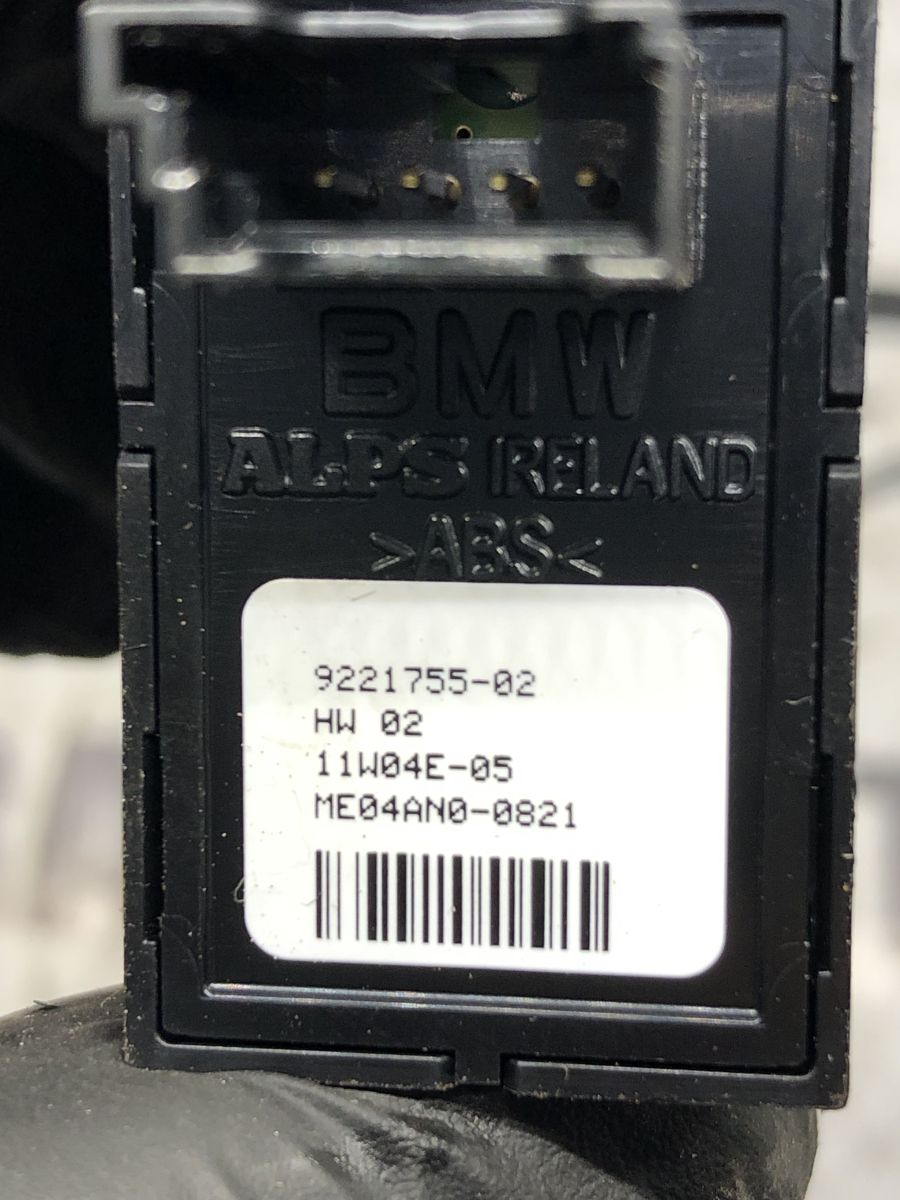 BMW
ALPS IRELAND
>ABS<
9221755-02
HW 02
11W04E-05
ME04AN0-0821